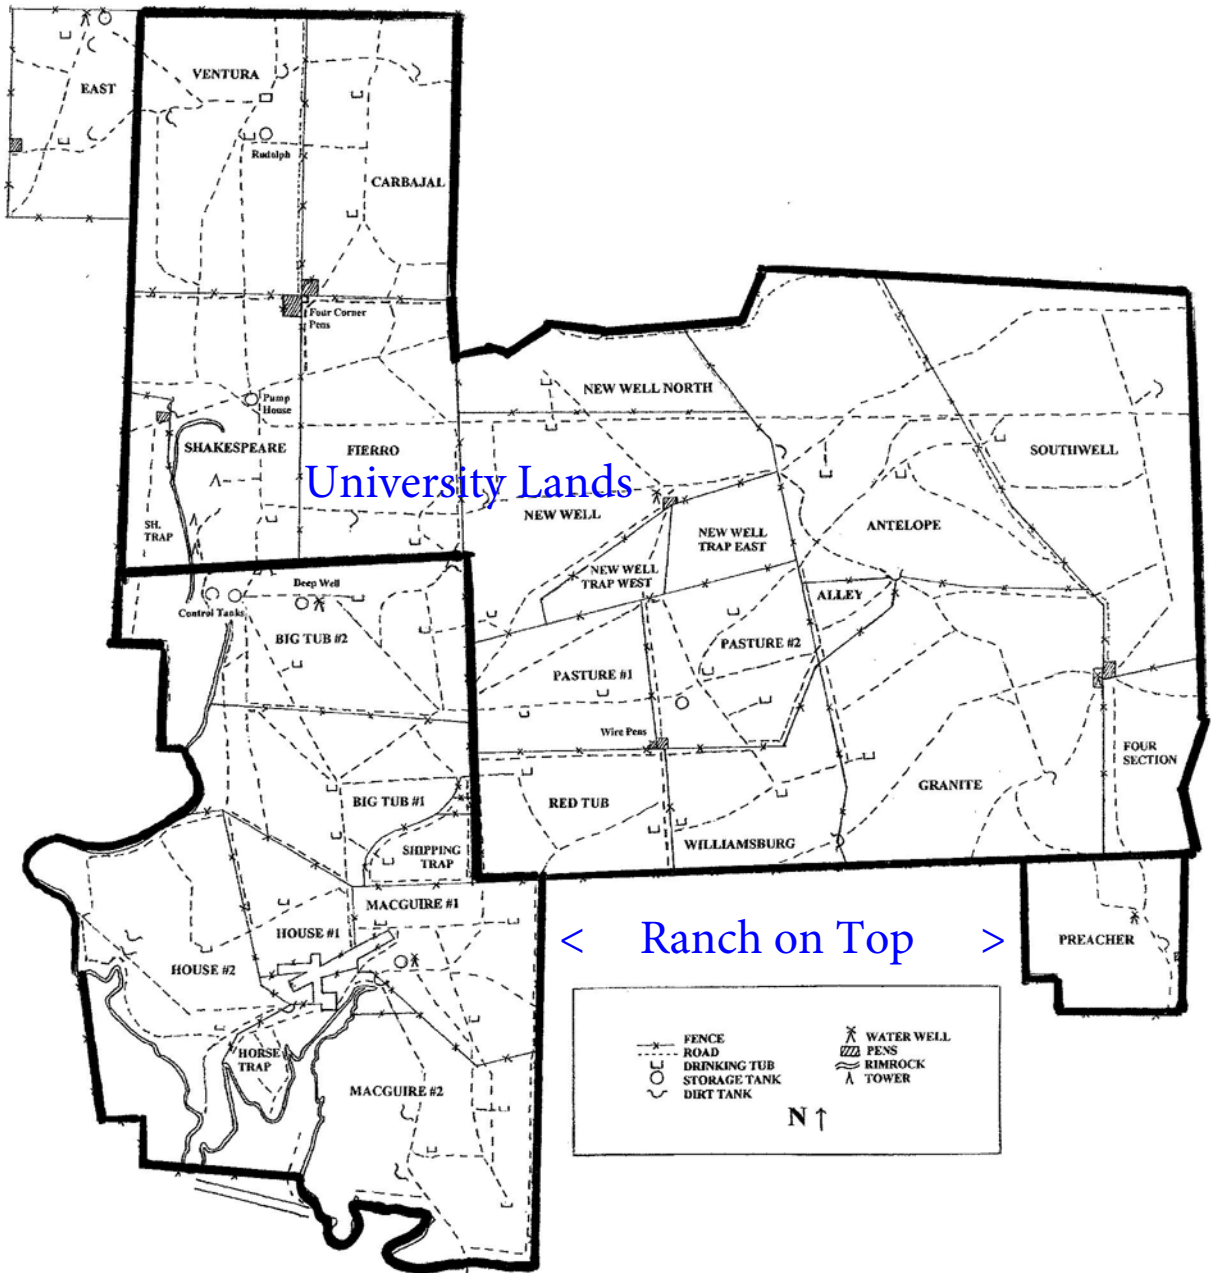 VENTURA
EAST
Rudolph
CARBAJAL
Four Corner
Pens
NEW WELL NORTH
Pump
House
SHAKESPEARE
FIERRO
SOUTHWELL
University Lands
NEW WELL
SH.
TRAP
NEW WELL
TRAP EAST
ANTELOPE
NEW WELL
TRAP WEST
Deep Well
Control Tanks
ALLEY
BIG TUB #2
PASTURE #2
PASTURE #1
Wire Pens
FOUR
SECTION
GRANITE
BIG TUB #1
RED TUB
WILLIAMSBURG
SHIPPING
TRAP
MACGUIRE #1
HOUSE #1
< Ranch on Top >
PREACHER
HOUSE #2
HORSE
TRAP
MACGUIRE #2
FENCE
ROAD
DRINKING TUB
STORAGE TANK
DIRT TANK
WATER WELL
PENS
RIMROCK
TOWER
N ↑